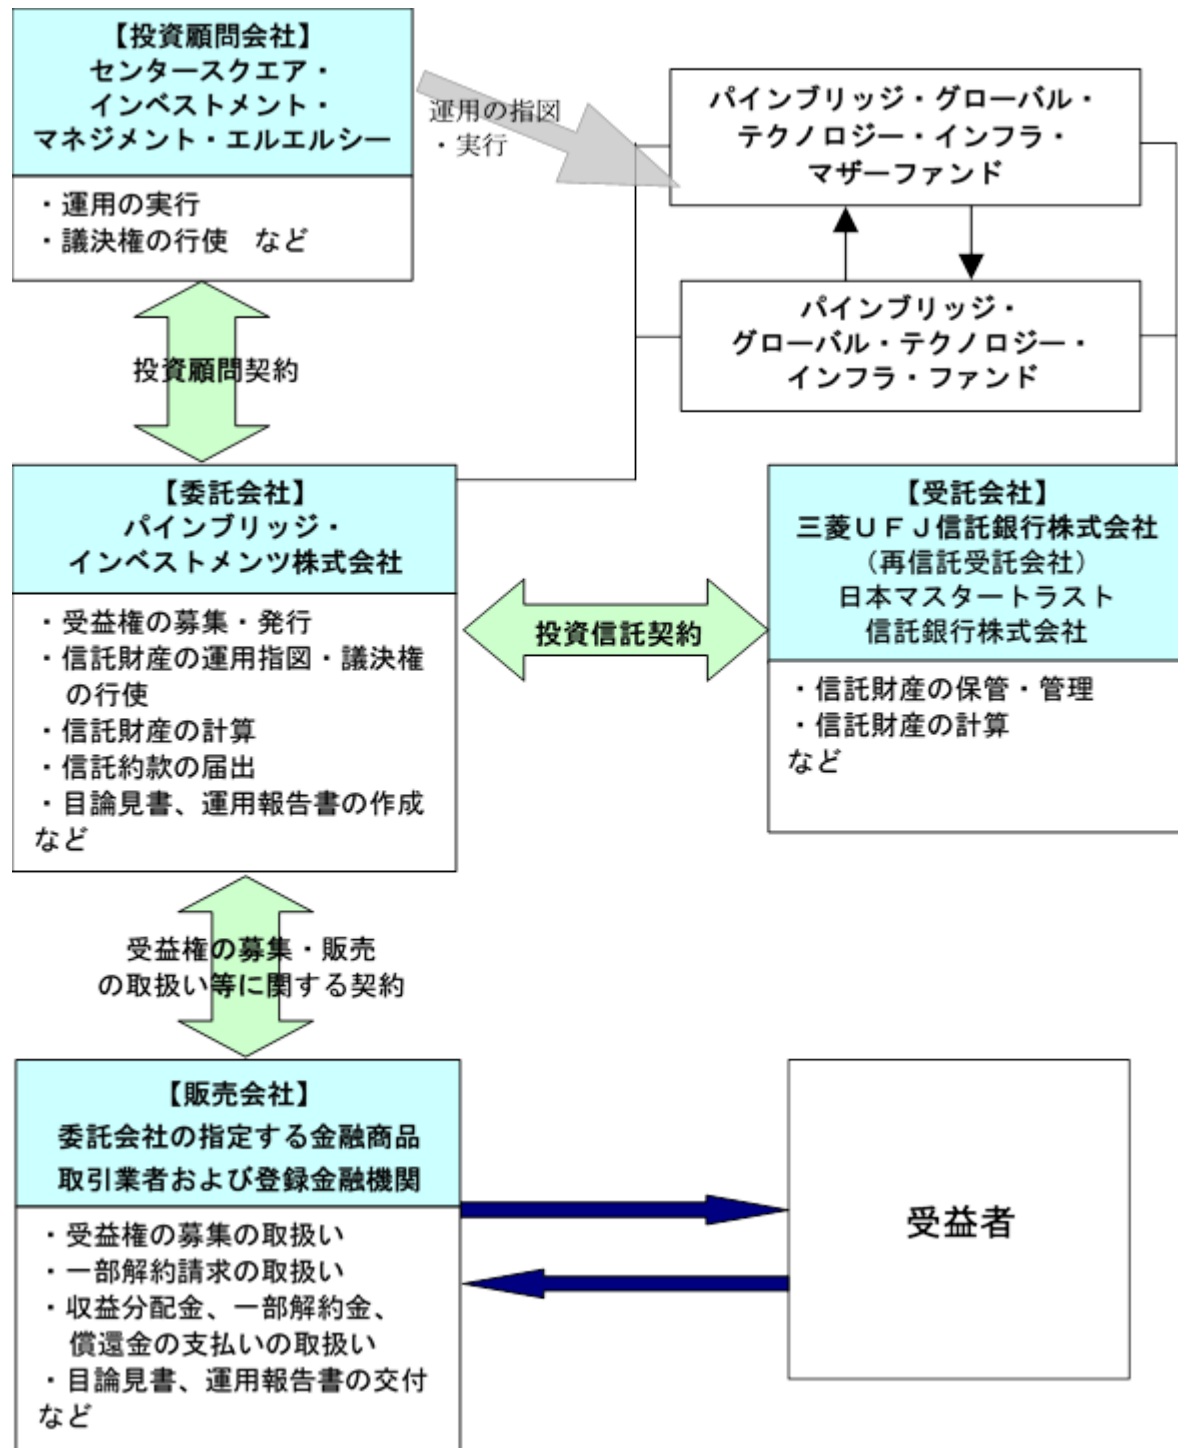 【投資顧問会社】
センタースクエア・
インベストメント・
マネジメント・エルエルシー
・運用の実行
・議決権の行使　など
運用の指図
・実行
パインブリッジ・グローバル・
テクノロジー・インフラ・
マザーファンド
パインブリッジ・
グローバル・テクノロジー・
インフラ・ファンド
投資顧問契約
【委託会社】
パインブリッジ・
インベストメンツ株式会社
・受益権の募集・発行
・信託財産の運用指図・議決権
の行使
・信託財産の計算
・信託約款の届出
・目論見書、運用報告書の作成
など
投資信託契約
【受託会社】
三菱ＵＦＪ信託銀行株式会社
（再信託受託会社）
日本マスタートラスト
信託銀行株式会社
・信託財産の保管・管理
・信託財産の計算
など
受益権の募集・販売
の取扱い等に関する契約
【販売会社】
委託会社の指定する金融商品
取引業者および登録金融機関
・受益権の募集の取扱い
・一部解約請求の取扱い
・収益分配金、一部解約金、
償還金の支払いの取扱い
・目論見書、運用報告書の交付
など
受益者